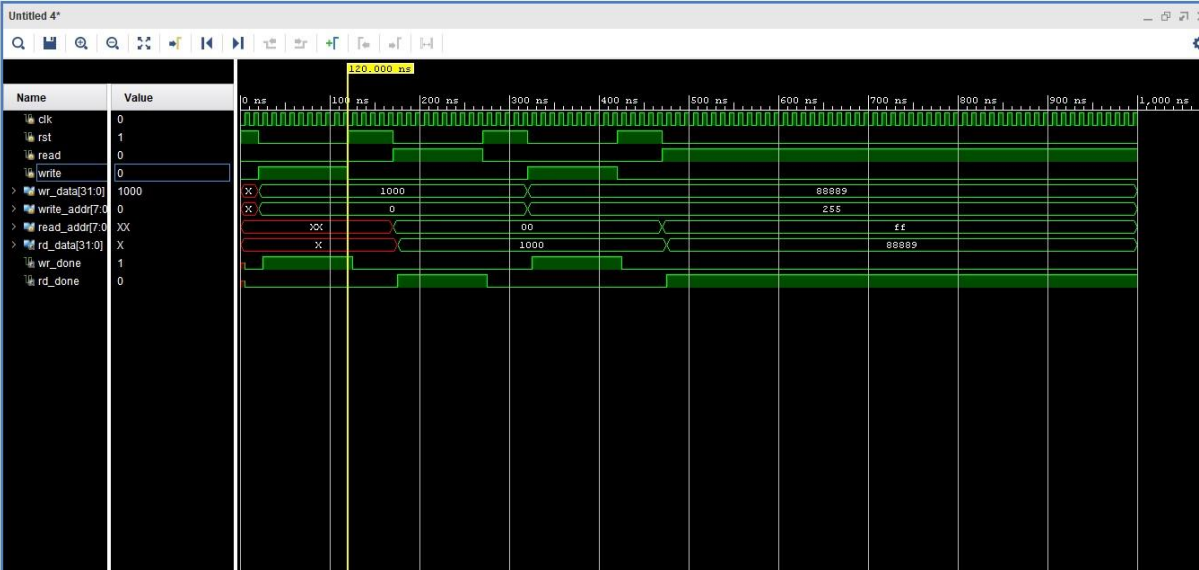 Untitled 4*
120.000 ns
Name Value
0 ns 100 ns 200 ns 300 ns 400 ns 500 ns 600 ns 700 ns 800 ns 900 ns 1,000 ns
clk 0
rst 1
read 0
write 0
wr_data[31:0] 1000 X 1000 88889
write_addr[7:0 0 X 0 255
read_addr[7:0 XX XX 00 ff
rd_data[31:0] X X 1000 88889
wr_done 1
rd_done 0